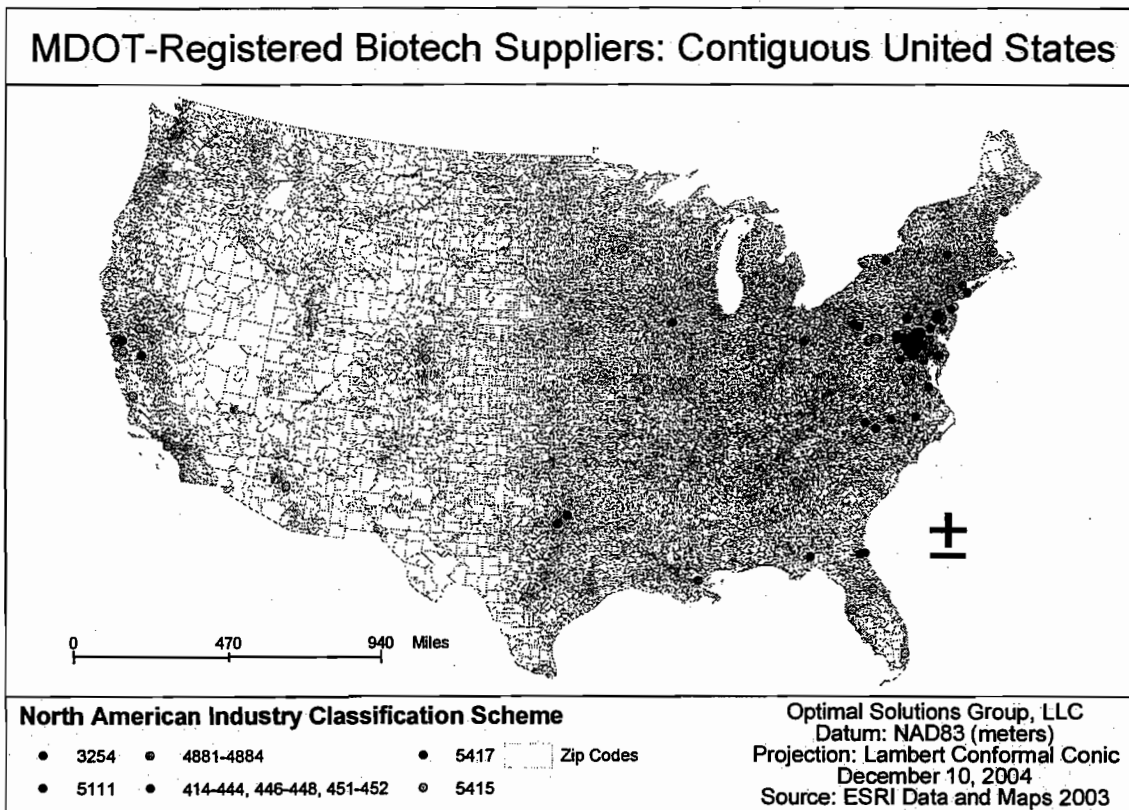 MDOT-Registered Biotech Suppliers: Contiguous United States
±
0 470 940 Miles
North American Industry Classification Scheme
3254 4881-4884 5417 Zip Codes
5111 414-444, 446-448, 451-452 5415
Optimal Solutions Group, LLC
Datum: NAD83 (meters)
Projection: Lambert Conformal Conic
December 10, 2004
Source: ESRI Data and Maps 2003